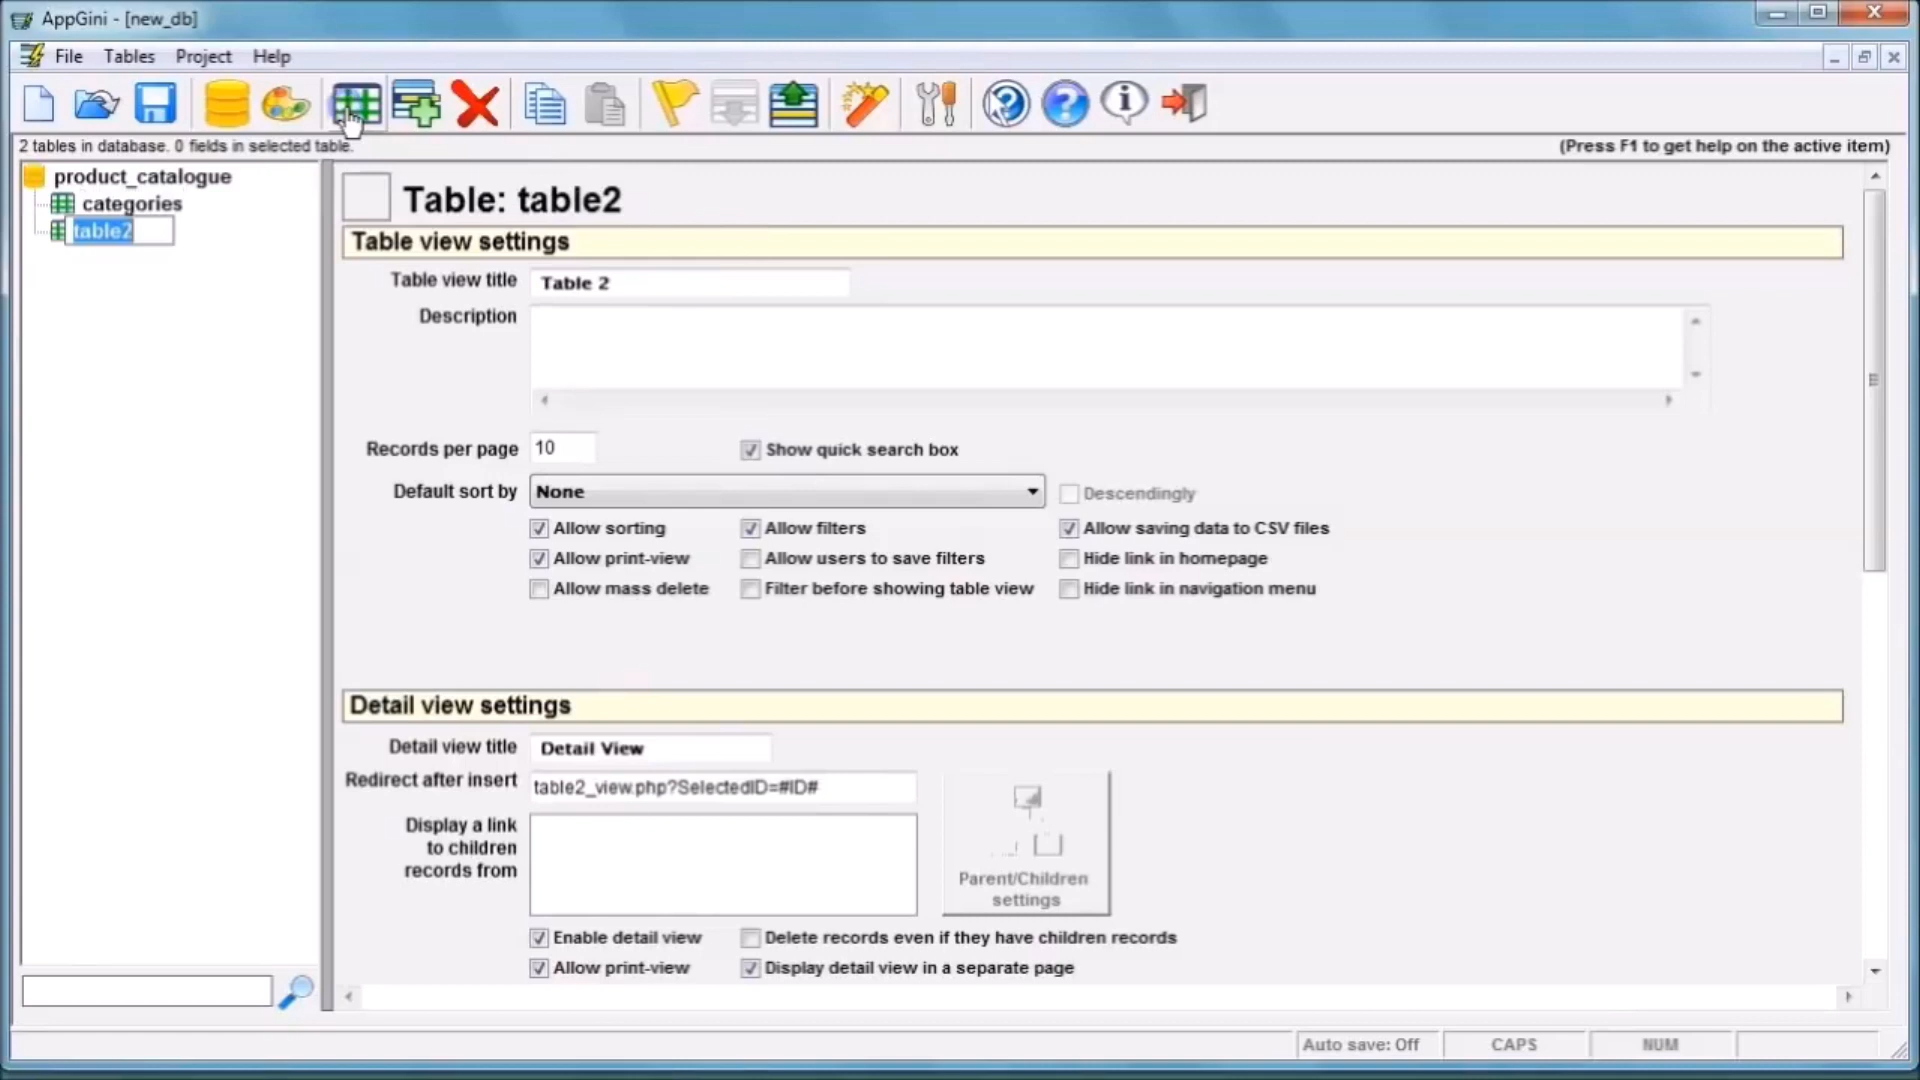 AppGini - [new_db]
File Tables Project Help
2 tables in database. 0 fields in selected table.
(Press F1 to get help on the active item)
product_catalogue
categories
table2
Table: table2
Table view settings
Table view title Table 2
Description
Records per page 10 Show quick search box
Default sort by None Descendingly
Allow sorting Allow filters Allow saving data to CSV files
Allow print-view Allow users to save filters Hide link in homepage
Allow mass delete Filter before showing table view Hide link in navigation menu
Detail view settings
Detail view title Detail View
Redirect after insert table2_view.php?SelectedID=#ID#
Display a link
to children
records from
Parent/Children
settings
Enable detail view Delete records even if they have children records
Allow print-view Display detail view in a separate page
Auto save: Off CAPS NUM